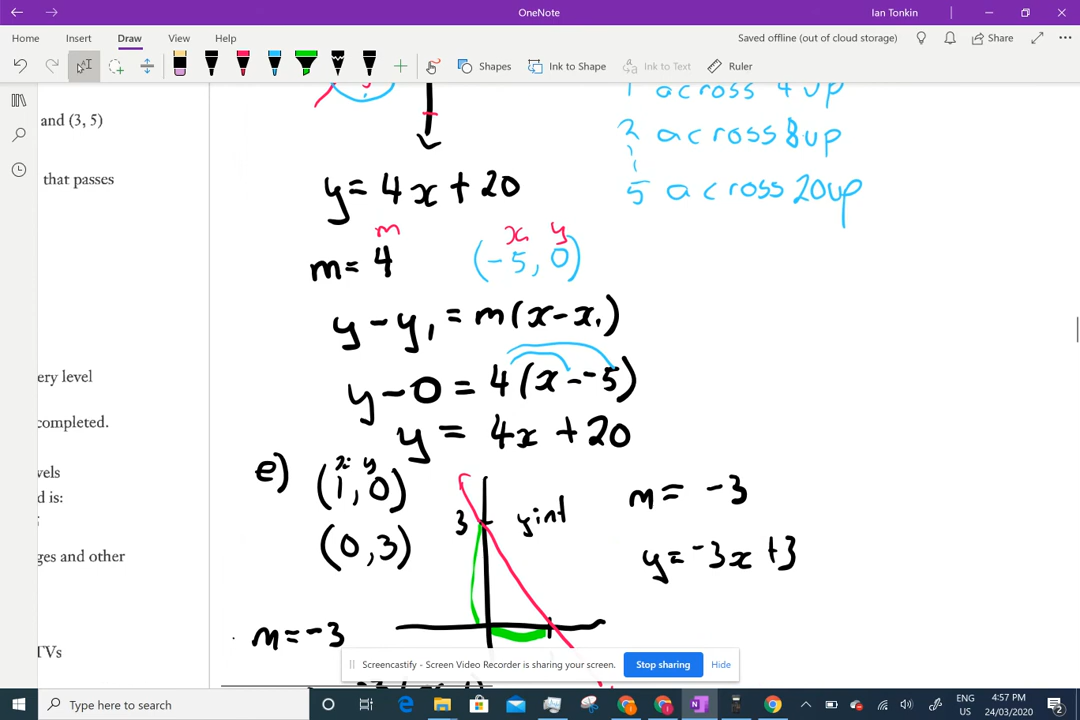 OneNote
Ian Tonkin
Home Insert Draw View Help
Saved offline (out of cloud storage)
Share
Shapes
Ink to Shape
Ink to Text
Ruler
and (3, 5)
that passes
ery level
completed.
vels
d is:
ges and other
TVs
1 across 4 up
2 across 8up
5 across 20up
y=4x+20
m
m=4
x y
(-5, 0)
y-y₁=m(x-x₁)
y-0=4(x--5)
y=4x+20
e)
x y
(1, 0)
(0, 3)
3
y int
m= -3
y=-3x+3
m=-3
Screencastify - Screen Video Recorder is sharing your screen.
Stop sharing
Hide
Type here to search
ENG
US
4:57 PM
24/03/2020
2